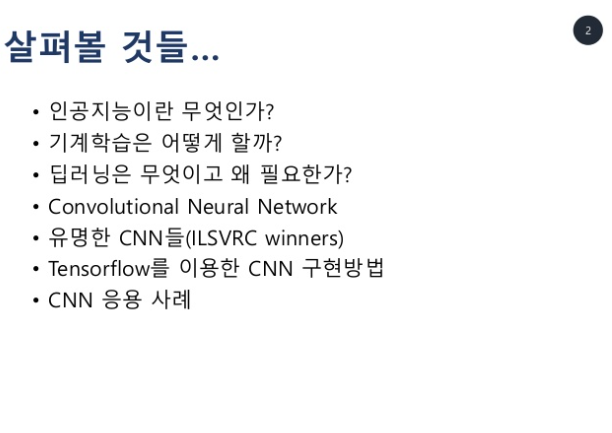 2
살펴볼 것들...
• 인공지능이란 무엇인가?
• 기계학습은 어떻게 할까?
• 딥러닝은 무엇이고 왜 필요한가?
• Convolutional Neural Network
• 유명한 CNN들(ILSVRC winners)
• Tensorflow를 이용한 CNN 구현방법
• CNN 응용 사례